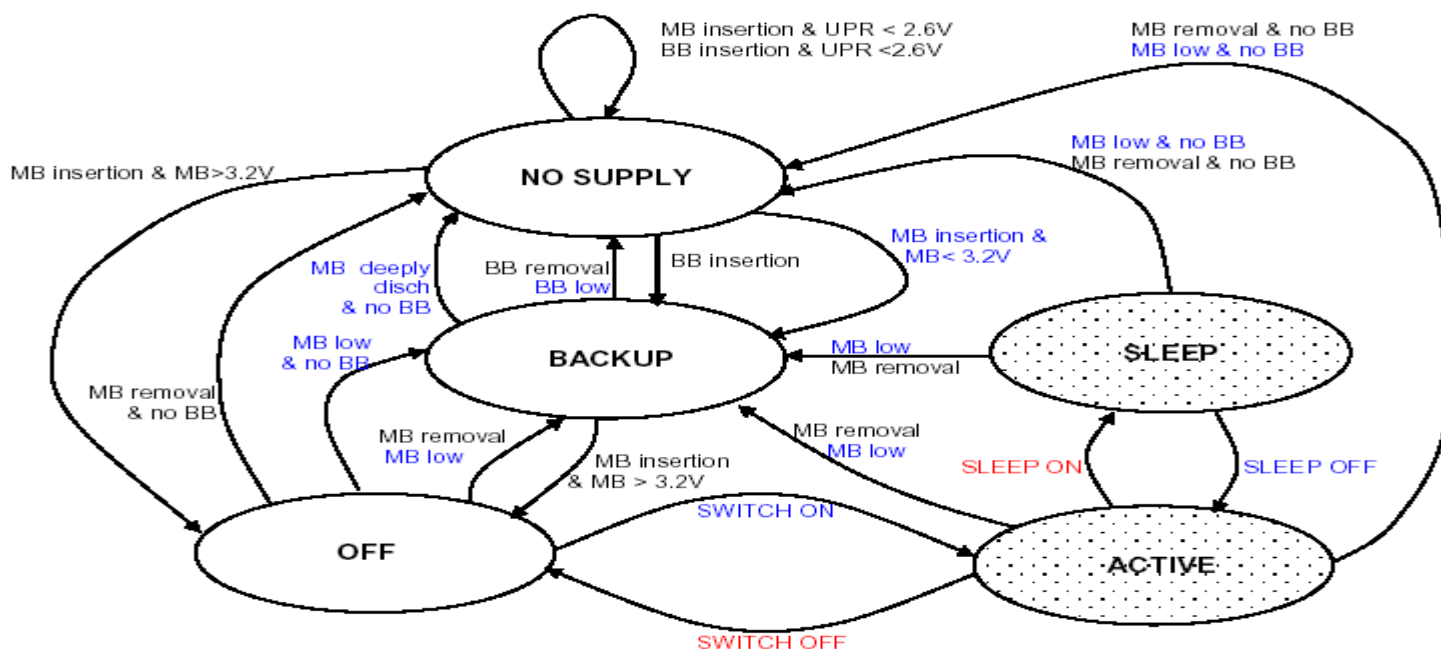 MB insertion & UPR < 2.6V
BB insertion & UPR <2.6V
MB removal & no BB
MB low & no BB
MB low & no BB
MB removal & no BB
MB insertion & MB>3.2V
NO SUPPLY
MB insertion &
MB< 3.2V
MB deeply
disch
& no BB
BB removal
BB low
BB insertion
MB low
& no BB
BACKUP
MB low
MB removal
SLEEP
MB removal
& no BB
MB removal
MB low
MB insertion
& MB > 3.2V
MB removal
MB low
SLEEP ON
SLEEP OFF
SWITCH ON
OFF
ACTIVE
SWITCH OFF